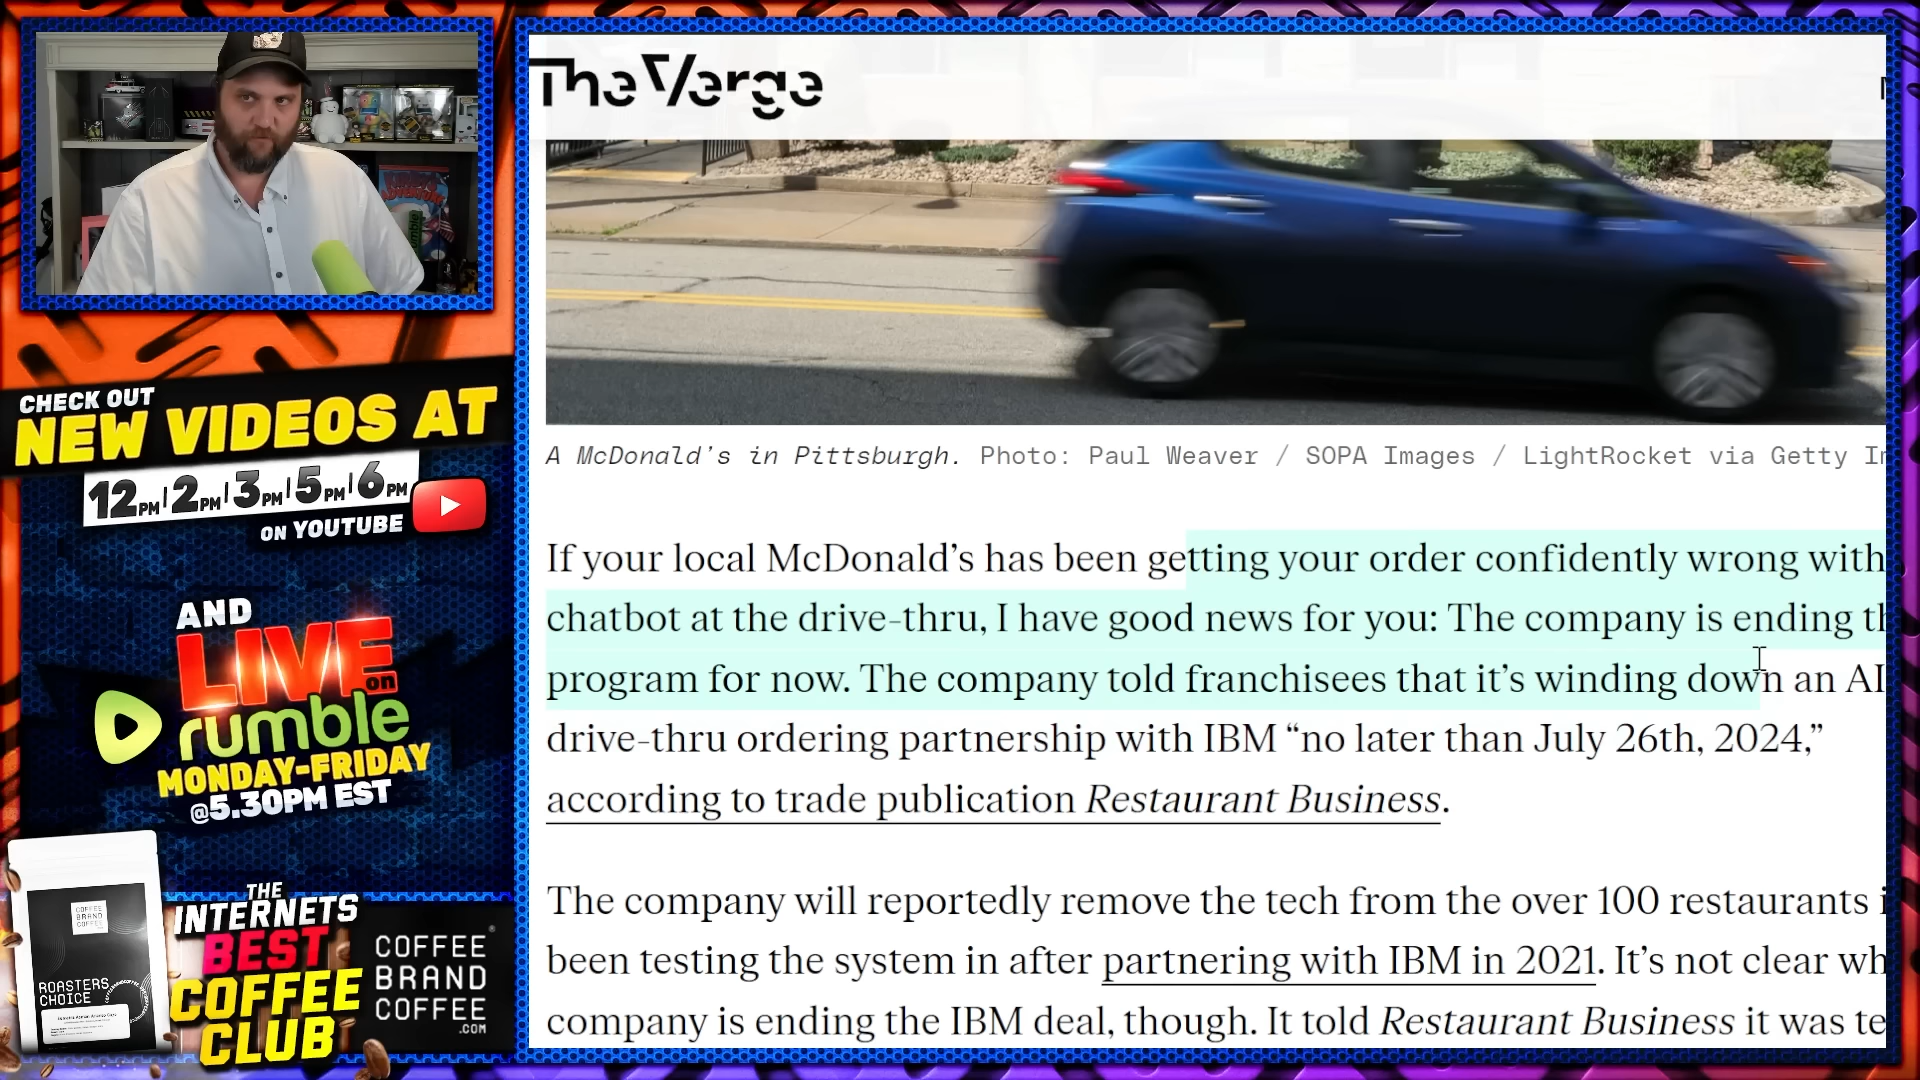 CHECK OUT
NEW VIDEOS AT
12PM | 2PM | 3PM | 5PM | 6PM
ON YOUTUBE
AND
LIVE
on
rumble
MONDAY-FRIDAY
@5.30PM EST
COFFEE
BRAND
COFFEE
ROASTERS
CHOICE
THE
INTERNETS
BEST
COFFEE
CLUB
COFFEE
BRAND
COFFEE
.COM
The Verge
A McDonald's in Pittsburgh. Photo: Paul Weaver / SOPA Images / LightRocket via Getty Im
If your local McDonald's has been getting your order confidently wrong with
chatbot at the drive-thru, I have good news for you: The company is ending th
program for now. The company told franchisees that it's winding down an AI
drive-thru ordering partnership with IBM “no later than July 26th, 2024,”
according to trade publication Restaurant Business.
The company will reportedly remove the tech from the over 100 restaurants i
been testing the system in after partnering with IBM in 2021. It's not clear wh
company is ending the IBM deal, though. It told Restaurant Business it was te